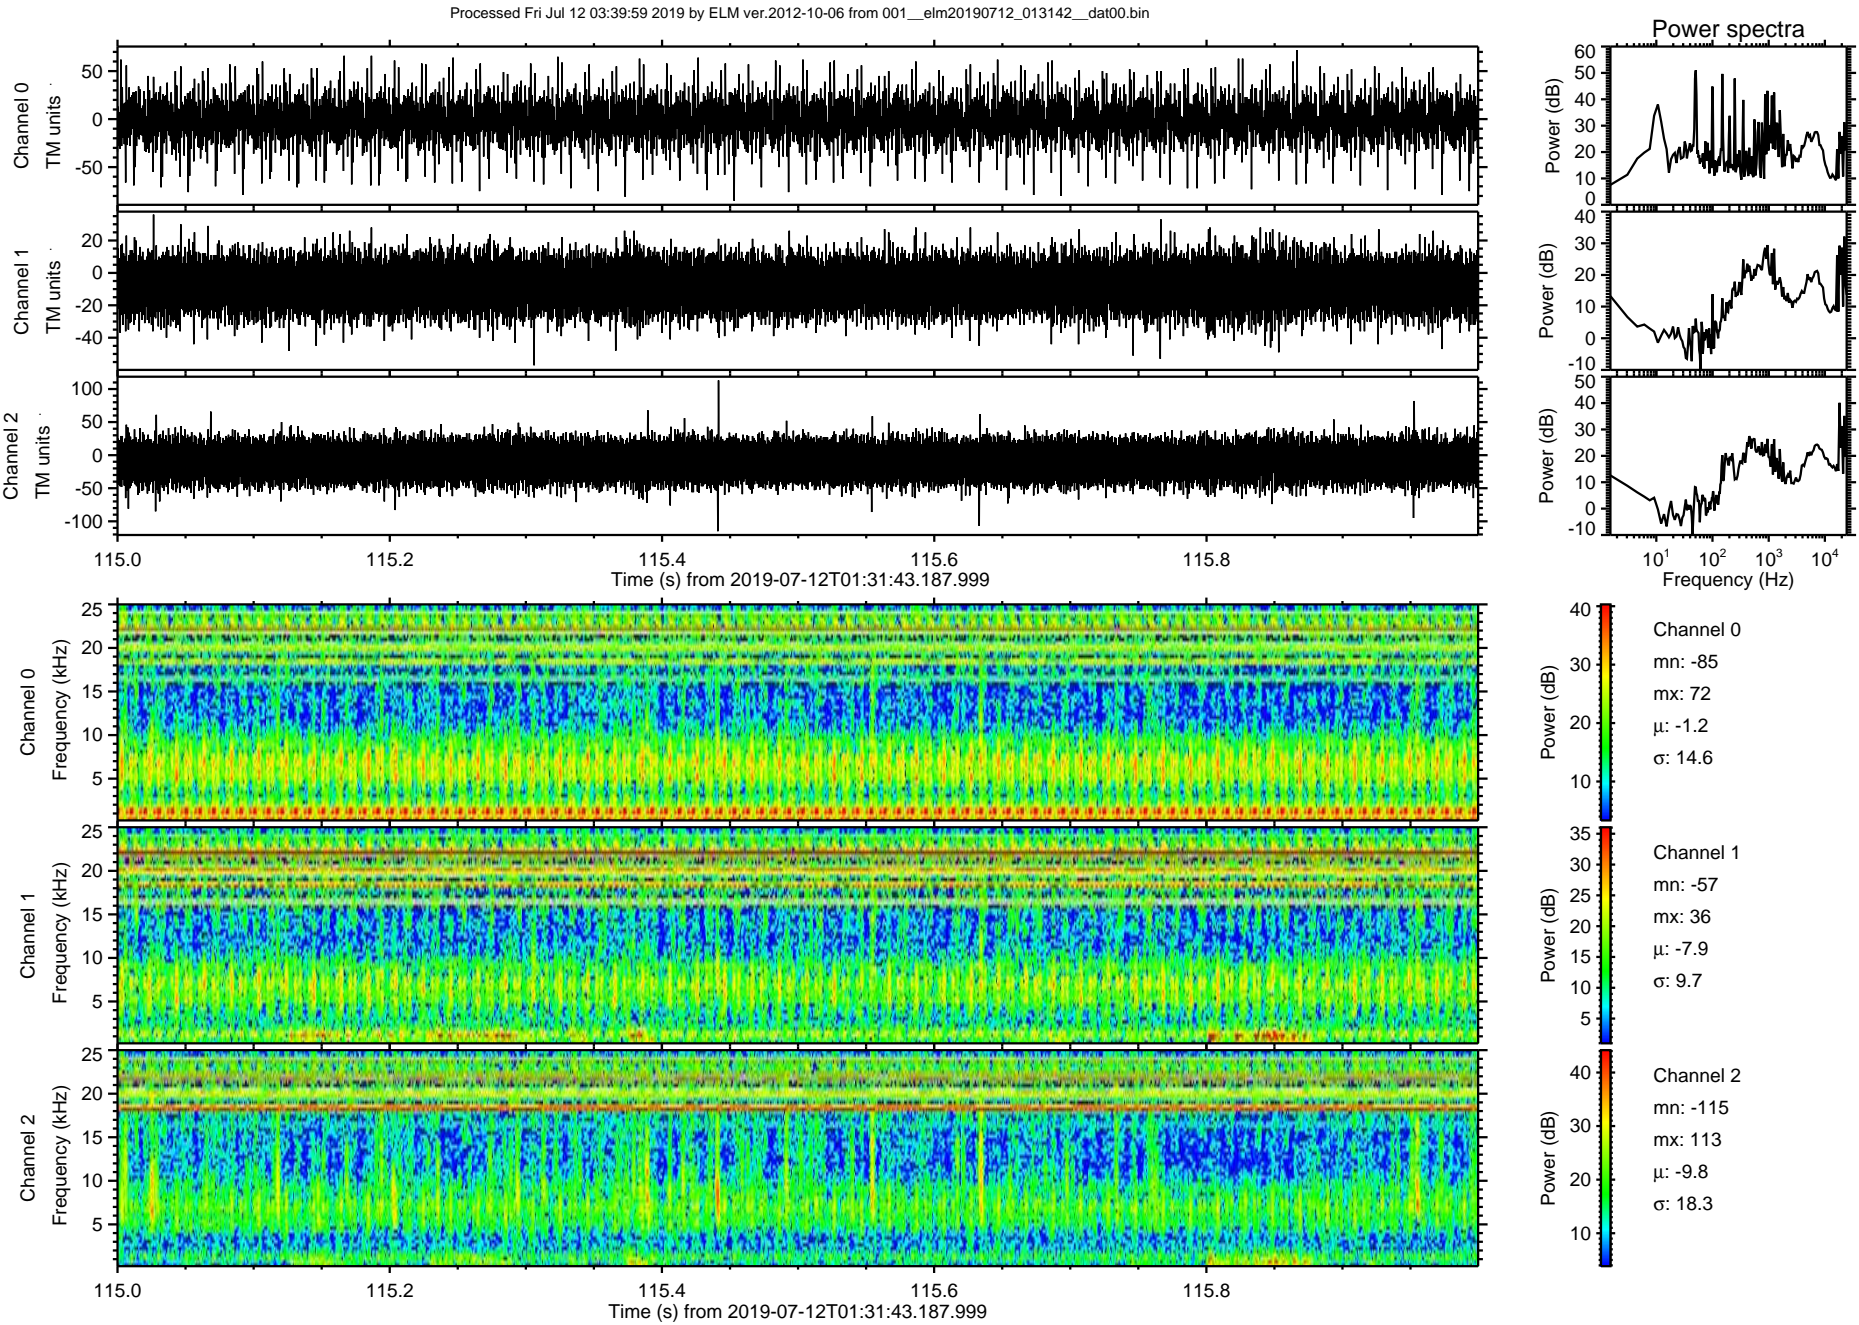 Processed Fri Jul 12 03:39:59 2019 by ELM ver.2012-10-06 from 001__elm20190712_013142__dat00.bin
Power spectra
Channel 0
TM units
50
0
-50
Power (dB)
60
50
40
30
20
10
0
Channel 1
TM units
20
0
-20
-40
Power (dB)
40
30
20
10
0
-10
Channel 2
TM units
100
50
0
-50
-100
Power (dB)
50
40
30
20
10
0
-10
115.0 115.2 115.4 115.6 115.8
Time (s) from 2019-07-12T01:31:43.187.999
10^1 10^2 10^3 10^4
Frequency (Hz)
Channel 0
Frequency (kHz)
25
20
15
10
5
Power (dB)
40
30
20
10
Channel 0
mn: -85
mx: 72
μ: -1.2
σ: 14.6
Channel 1
Frequency (kHz)
25
20
15
10
5
Power (dB)
35
30
25
20
15
10
5
Channel 1
mn: -57
mx: 36
μ: -7.9
σ: 9.7
Channel 2
Frequency (kHz)
25
20
15
10
5
Power (dB)
40
30
20
10
Channel 2
mn: -115
mx: 113
μ: -9.8
σ: 18.3
115.0 115.2 115.4 115.6 115.8
Time (s) from 2019-07-12T01:31:43.187.999